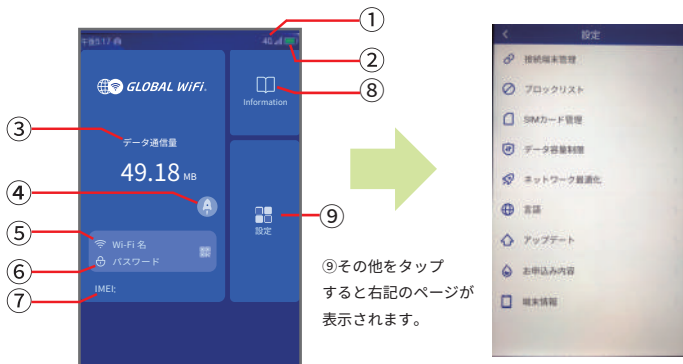 ①
午後5:17
4G
②
GLOBAL WiFi.
⑧
Information
③
データ通信量
49.18 MB
④
⑨
設定
⑤
Wi-Fi 名
⑥
パスワード
⑦
IMEI:
⑨その他をタップ
すると右記のページが
表示されます。
設定
接続端末管理
ブロックリスト
SIMカード管理
データ容量制限
ネットワーク最適化
言語
アップデート
お申込み内容
端末情報